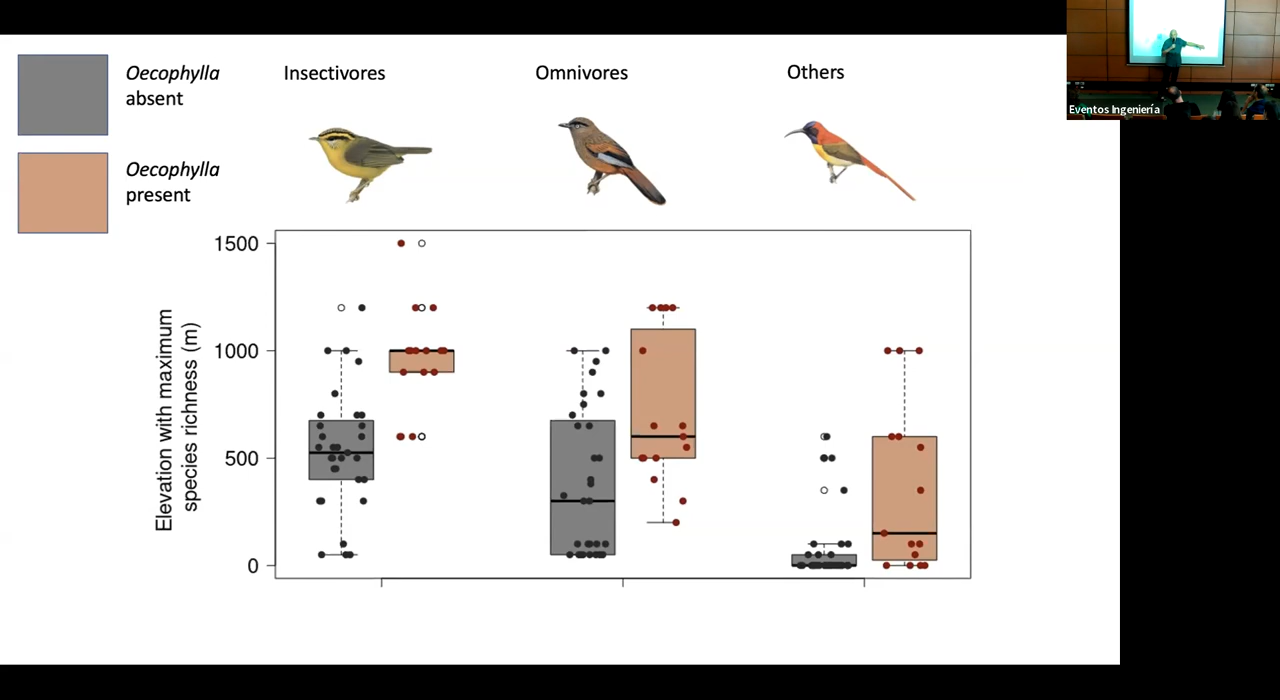 Oecophylla
absent
Oecophylla
present
Insectivores
Omnivores
Others
Eventos Ingeniería
Elevation with maximum
species richness (m)
1500
1000
500
0